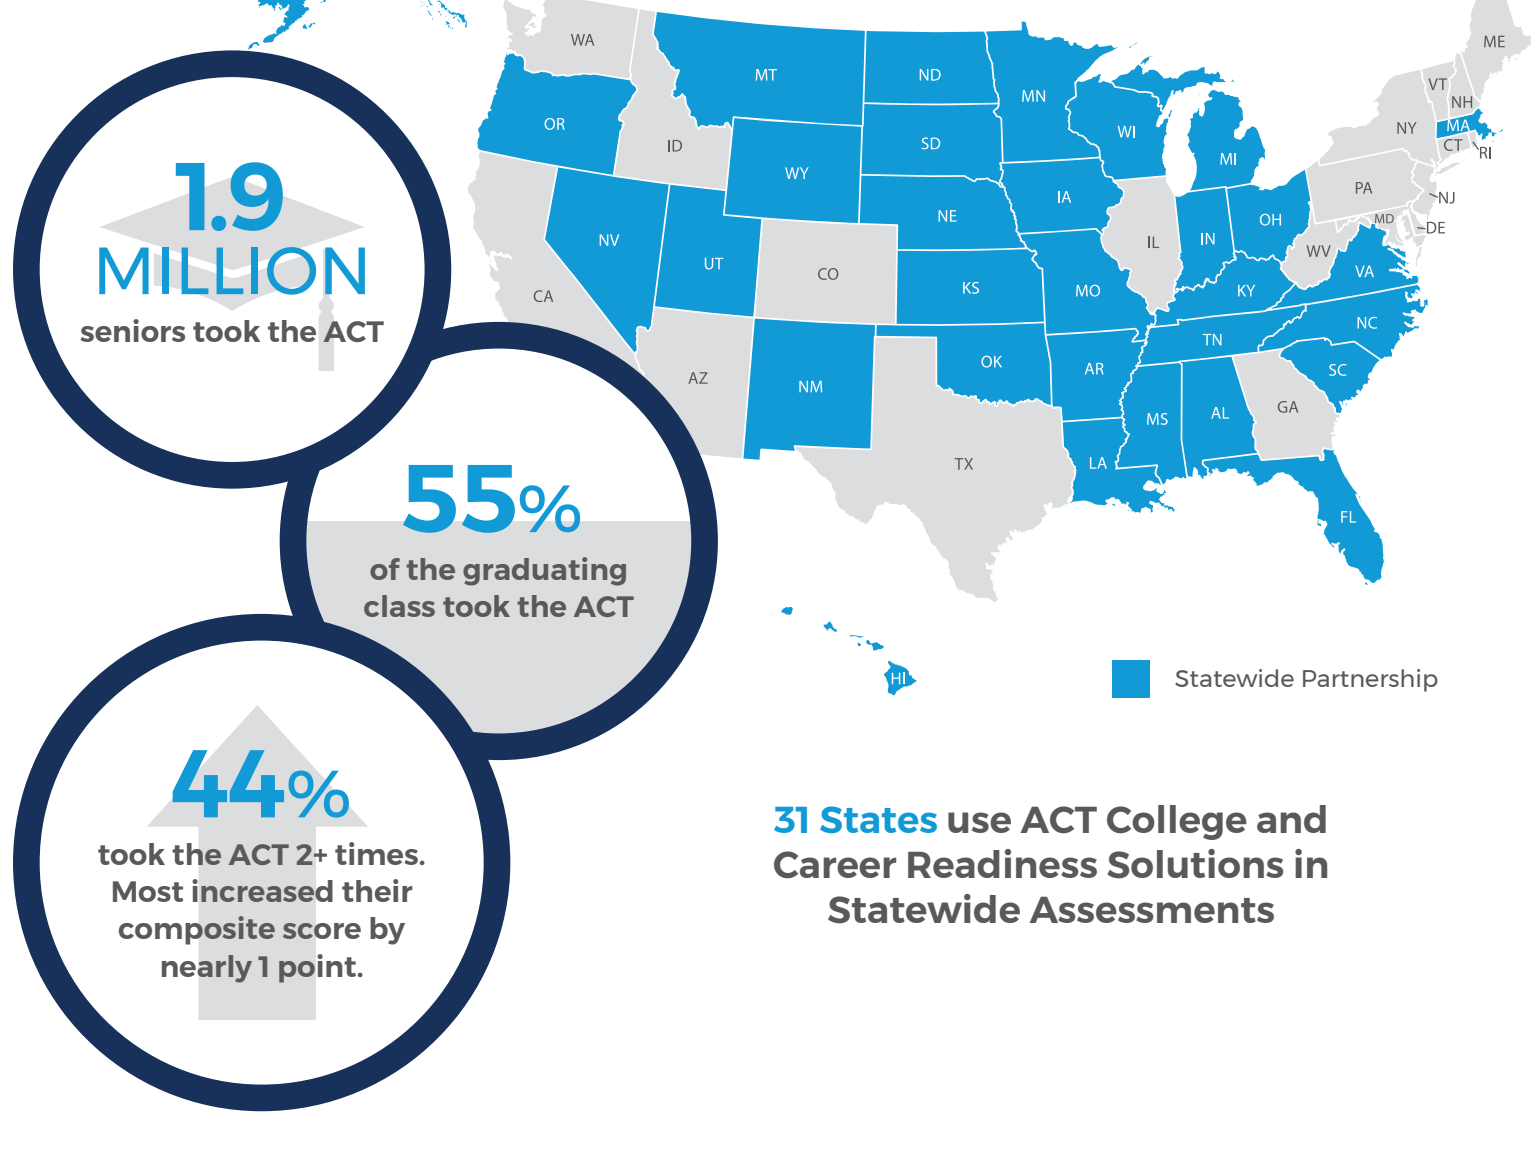 WA
MT
ND
MN
ME
VT
NH
OR
ID
WY
SD
WI
MI
NY
MA
CT
RI
NV
UT
CO
NE
IA
IL
IN
OH
PA
NJ
MD
DE
WV
VA
CA
KS
MO
KY
NC
TN
AZ
NM
OK
AR
SC
MS
AL
GA
TX
LA
FL
HI
1.9
MILLION
seniors took the ACT
55%
of the graduating
class took the ACT
44%
took the ACT 2+ times.
Most increased their
composite score by
nearly 1 point.
Statewide Partnership
31 States use ACT College and
Career Readiness Solutions in
Statewide Assessments